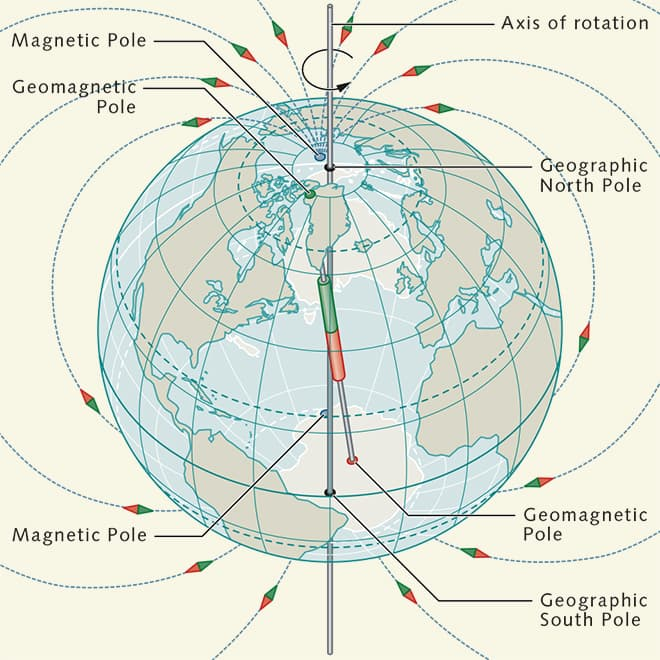 Axis of rotation
Magnetic Pole
Geomagnetic
Pole
Geographic
North Pole
Magnetic Pole
Geomagnetic
Pole
Geographic
South Pole